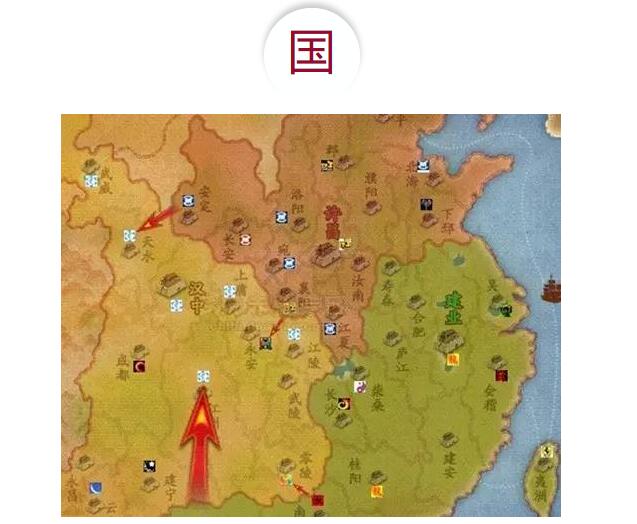 国
武威
安定
天水
洛阳
许昌
濮阳
北海
下邳
长安
宛
汝南
汉中
上庸
襄阳
寿春
建业
吴
合肥
永安
江陵
江夏
庐江
成都
武陵
长沙
柴桑
会稽
零陵
桂阳
建安
夷洲
永昌
云
建宁
南